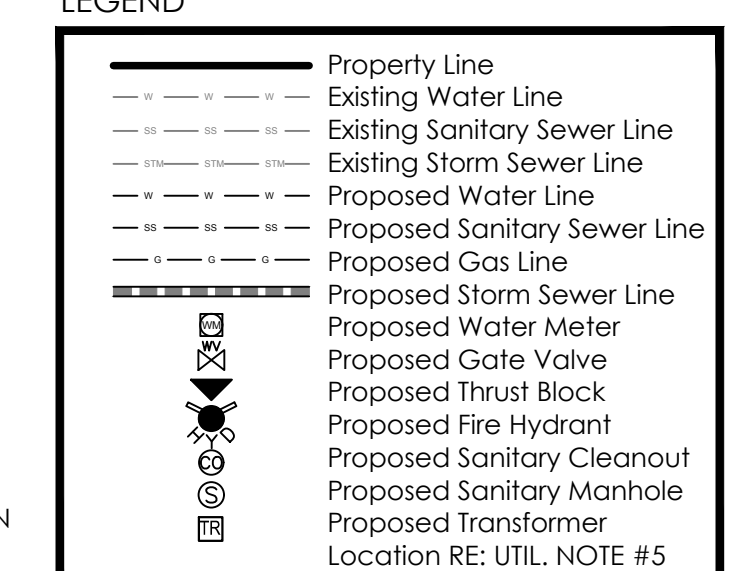 LEGEND
Property Line
W W W Existing Water Line
SS SS SS Existing Sanitary Sewer Line
STM STM STM Existing Storm Sewer Line
W W W Proposed Water Line
SS SS SS Proposed Sanitary Sewer Line
G G G Proposed Gas Line
Proposed Storm Sewer Line
WM Proposed Water Meter
WV Proposed Gate Valve
Proposed Thrust Block
HYD Proposed Fire Hydrant
CO Proposed Sanitary Cleanout
S Proposed Sanitary Manhole
N
TR Proposed Transformer
Location RE: UTIL. NOTE #5